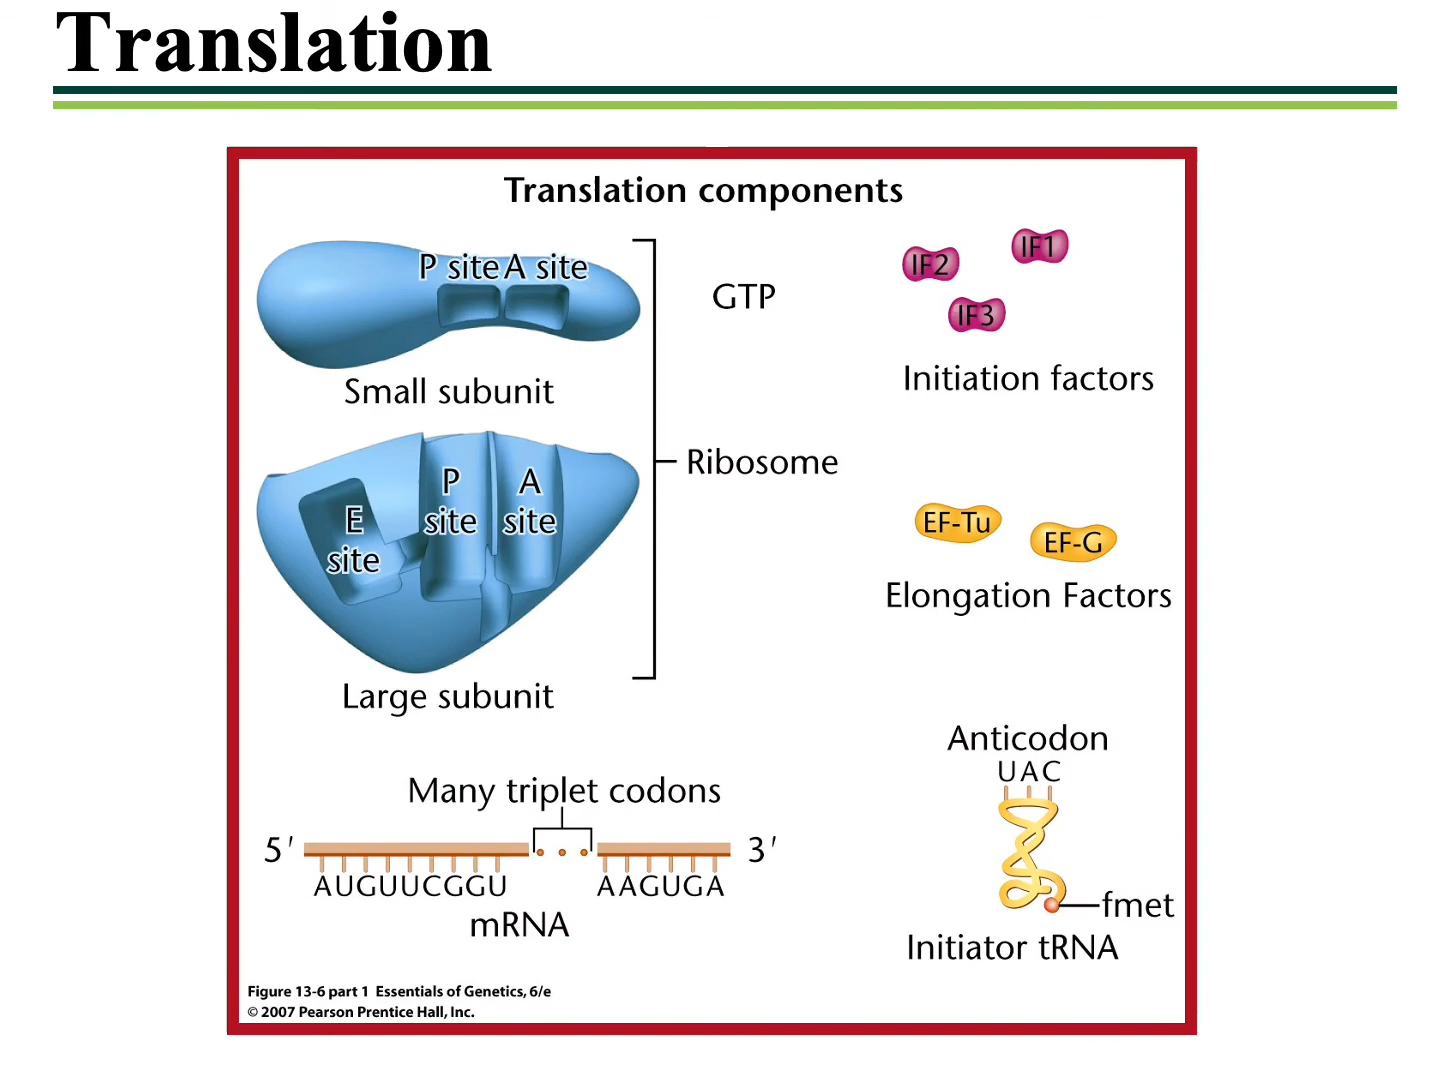 Translation
Translation components
P site A site
Small subunit
E
site
P
site
A
site
Large subunit
Ribosome
GTP
IF2
IF1
IF3
Initiation factors
EF-Tu
EF-G
Elongation Factors
Many triplet codons
5′
3′
AUGUUCGGU
AAGUGA
mRNA
Anticodon
UAC
fmet
Initiator tRNA
Figure 13-6 part 1 Essentials of Genetics, 6/e
© 2007 Pearson Prentice Hall, Inc.